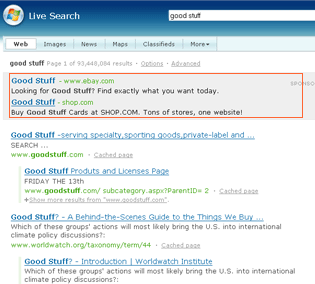 Live Search
good stuff
Web Images News Maps Classifieds More
good stuff Page 1 of 93,448,084 results · Options · Advanced
Good Stuff - www.ebay.com
SPONSO
Looking for Good Stuff? Find exactly what you want today.
Good Stuff - shop.com
Buy Good Stuff Cards at SHOP.COM. Tons of stores, one website!
Good Stuff -serving specialty,sporting goods,private-label and ...
SEARCH ...
www.goodstuff.com · Cached page
Good Stuff Produts and Licenses Page
FRIDAY THE 13th
www.goodstuff.com/ subcategory.aspx?ParentID= 2 · Cached page
+Show more results from "www.goodstuff.com".
Good Stuff? - A Behind-the-Scenes Guide to the Things We Buy ...
Which of these groups' actions will most likely bring the U.S. into international
climate policy discussions?:
www.worldwatch.org/taxonomy/term/44 · Cached page
Good Stuff? - Introduction | Worldwatch Institute
Which of these groups' actions will most likely bring the U.S. into international
climate policy discussions?: